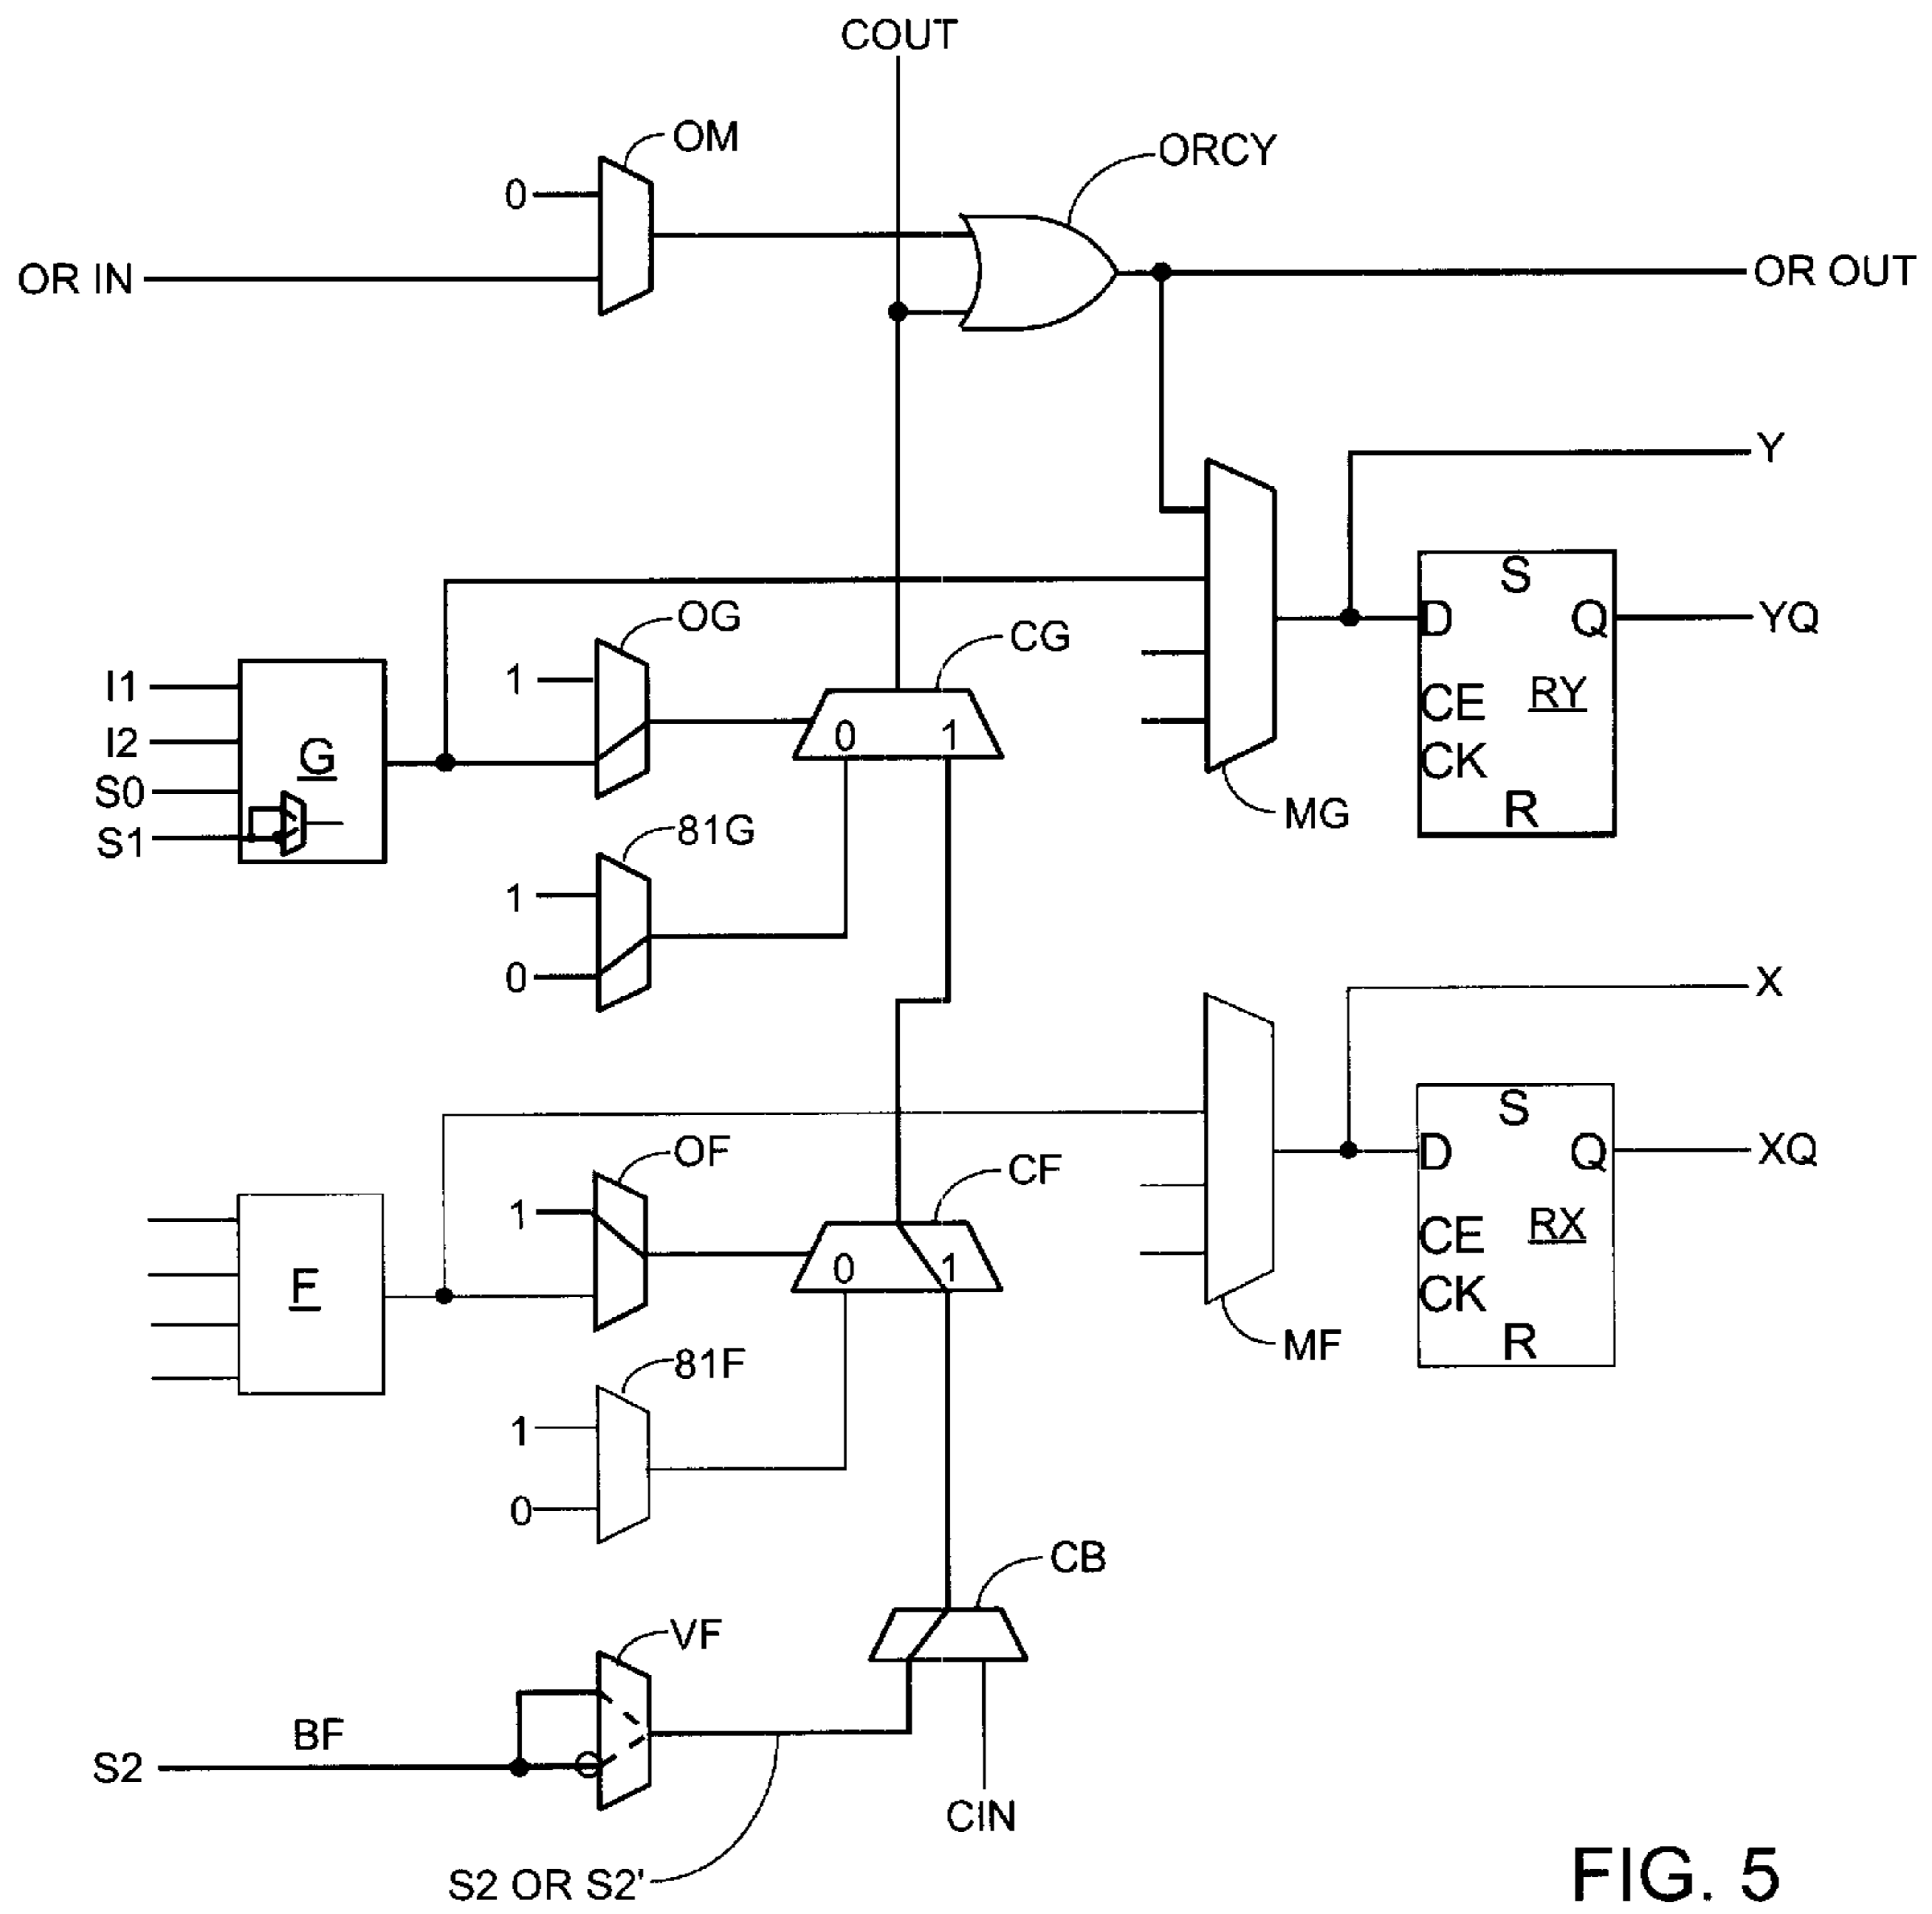 COUT
OM
ORCY
0
OR IN
OR OUT
Y
OG
CG
S
1
D
Q
YQ
I1
I2
G
0
1
CE
RY
CK
S0
S1
81G
MG
R
1
0
X
OF
CF
S
1
D
Q
XQ
F
0
1
CE
RX
CK
81F
MF
R
1
0
CB
VF
BF
S2
CIN
S2 OR S2'
FIG. 5